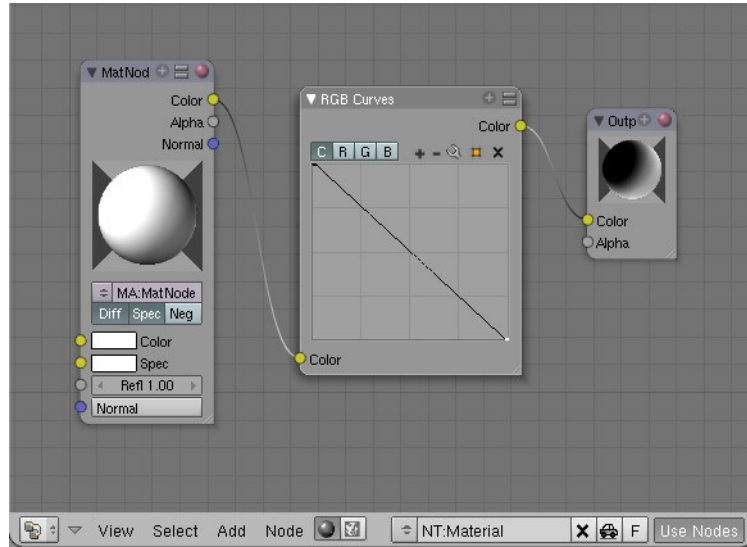 MatNod
Color
Alpha
Normal
MA:MatNode
Diff Spec Neg
Color
Spec
Refl 1.00
Normal
RGB Curves
Color
C R G B
Color
Outp
Color
Alpha
View Select Add Node NT:Material F Use Nodes